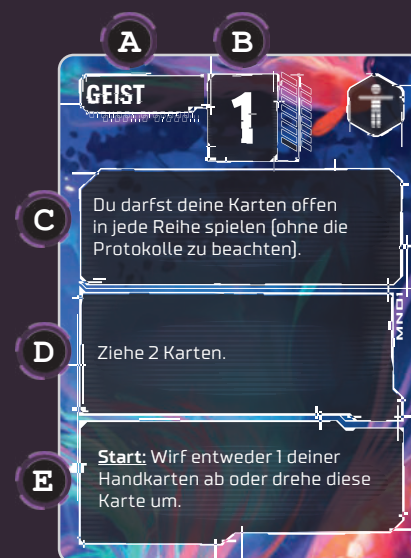 A
B
GEIST
1
C
Du darfst deine Karten offen
in jede Reihe spielen (ohne die
Protokolle zu beachten).
MN01
D
Ziehe 2 Karten.
E
Start: Wirf entweder 1 deiner
Handkarten ab oder drehe diese
Karte um.